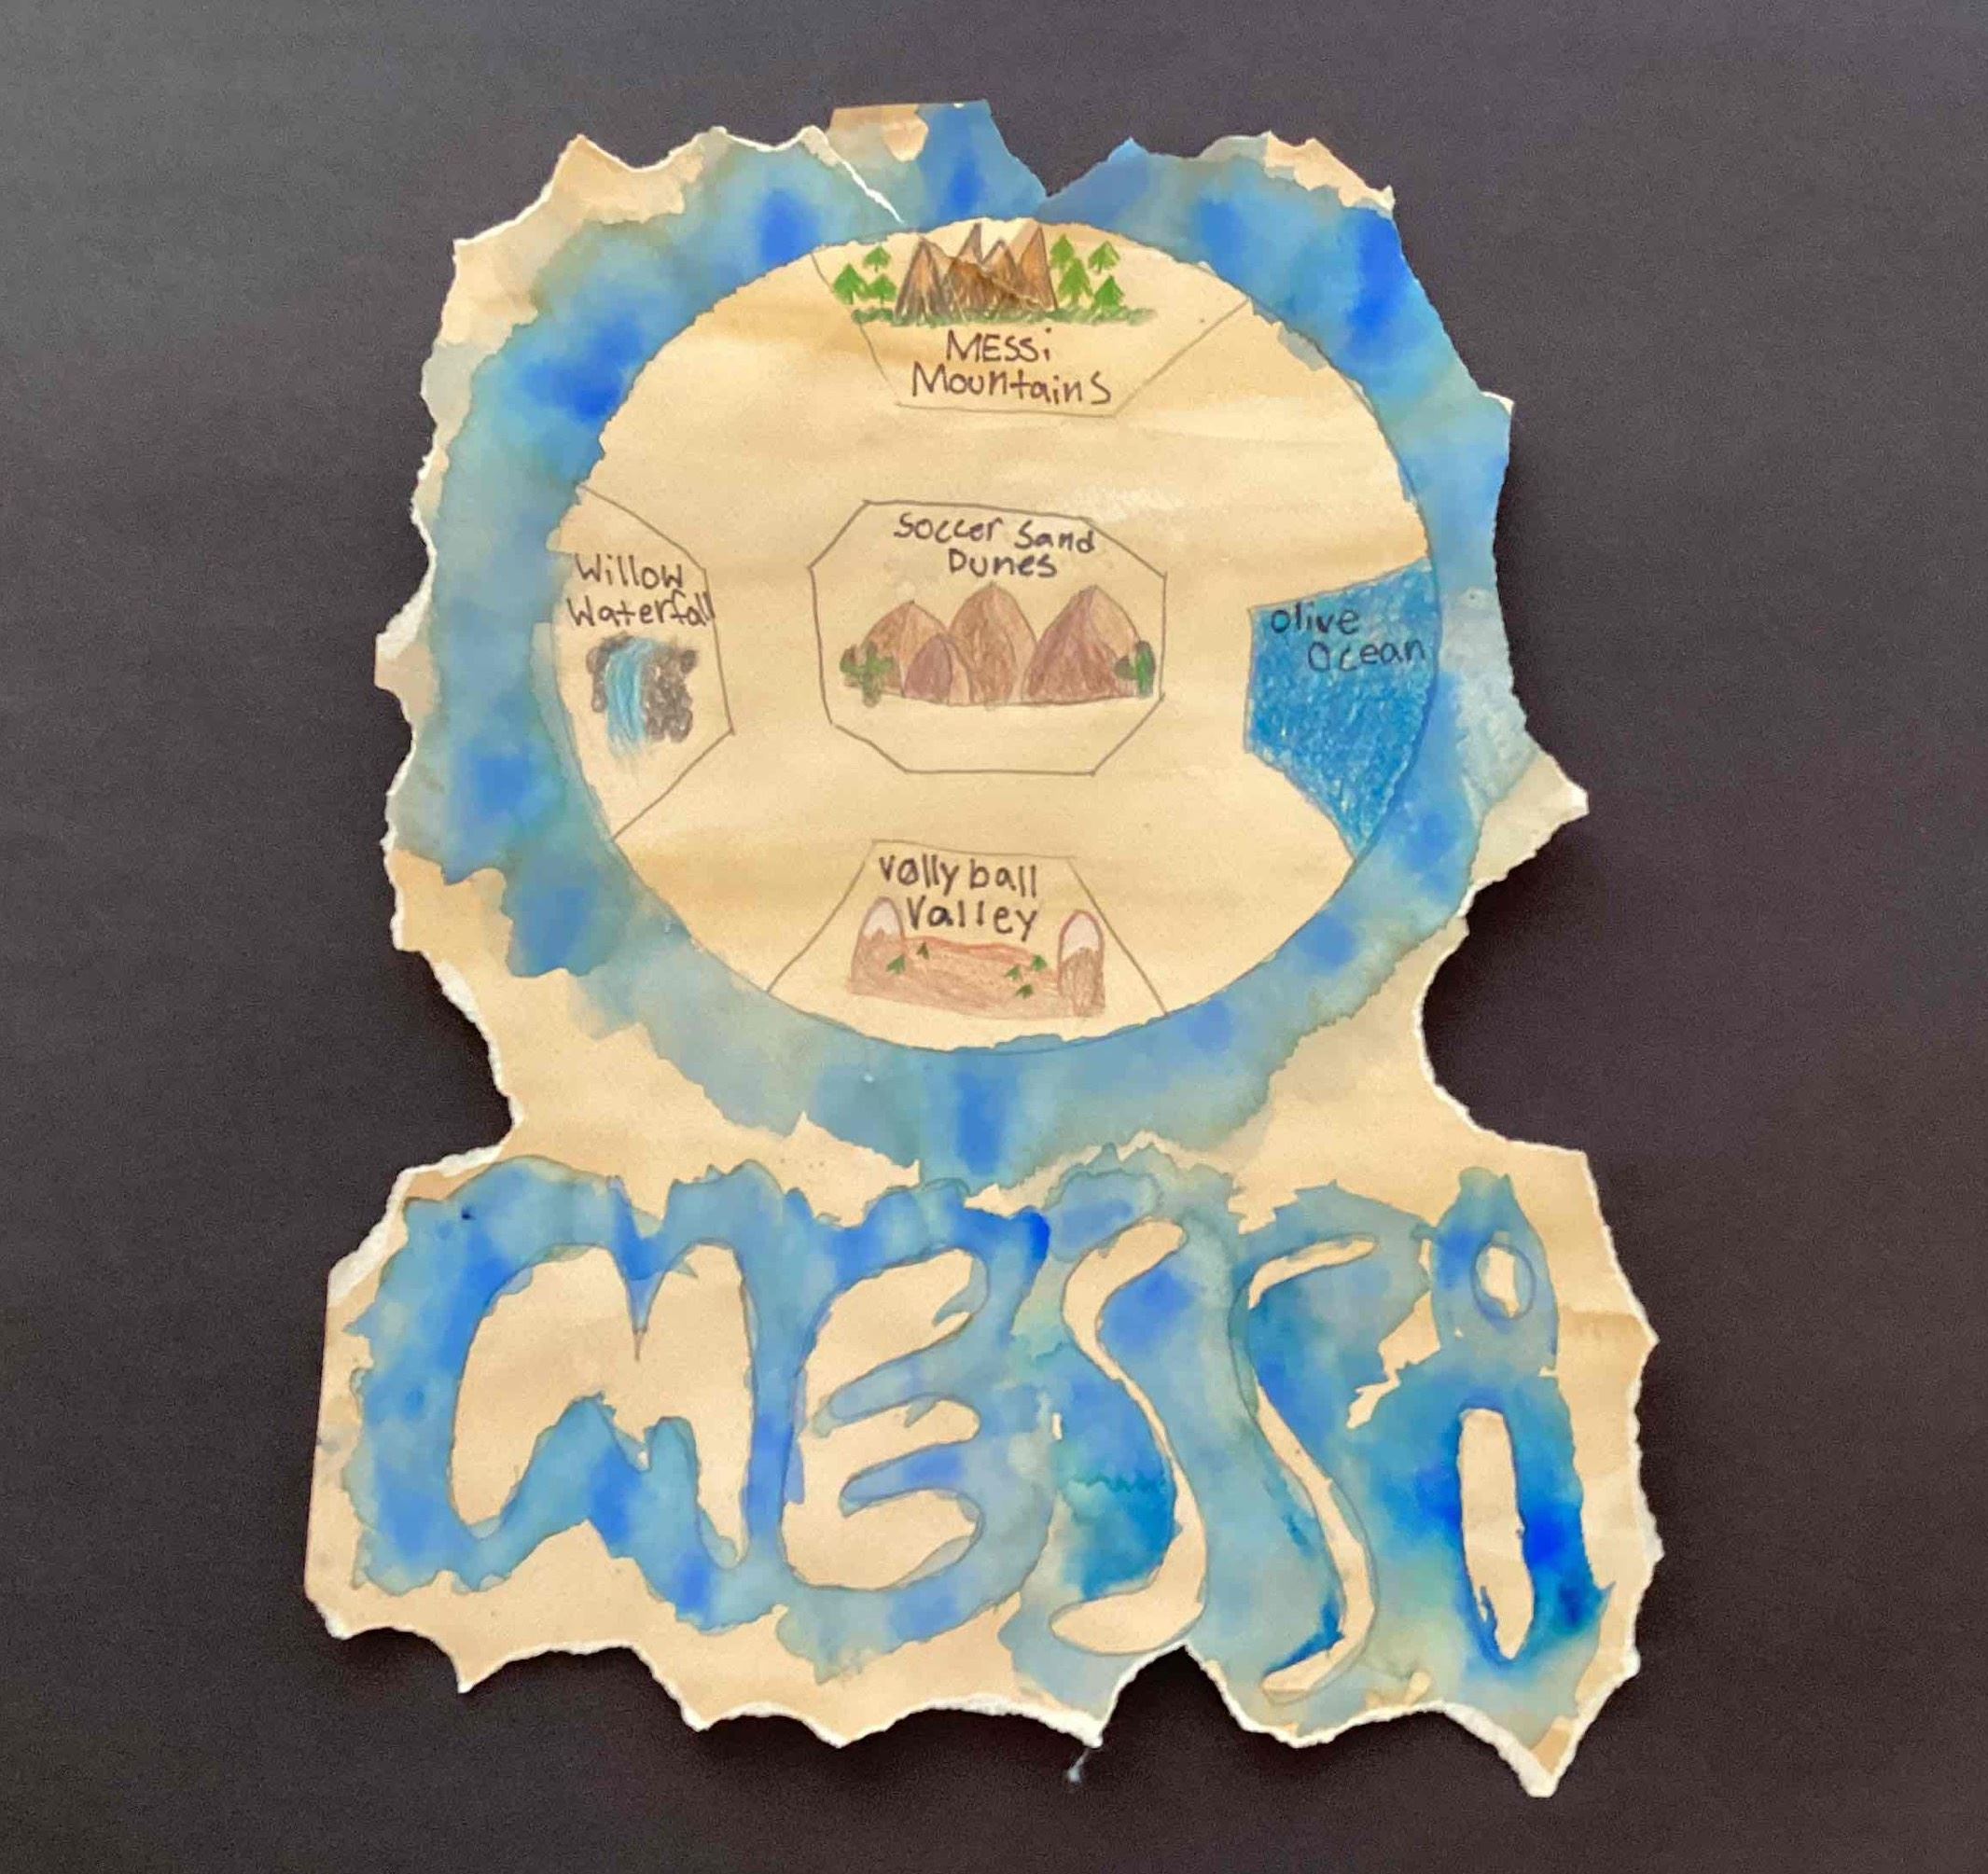 MESSi
Mountains
Soccer Sand
Dunes
Willow
Waterfall
Olive
Ocean
Vollyball
Valley
MESSi